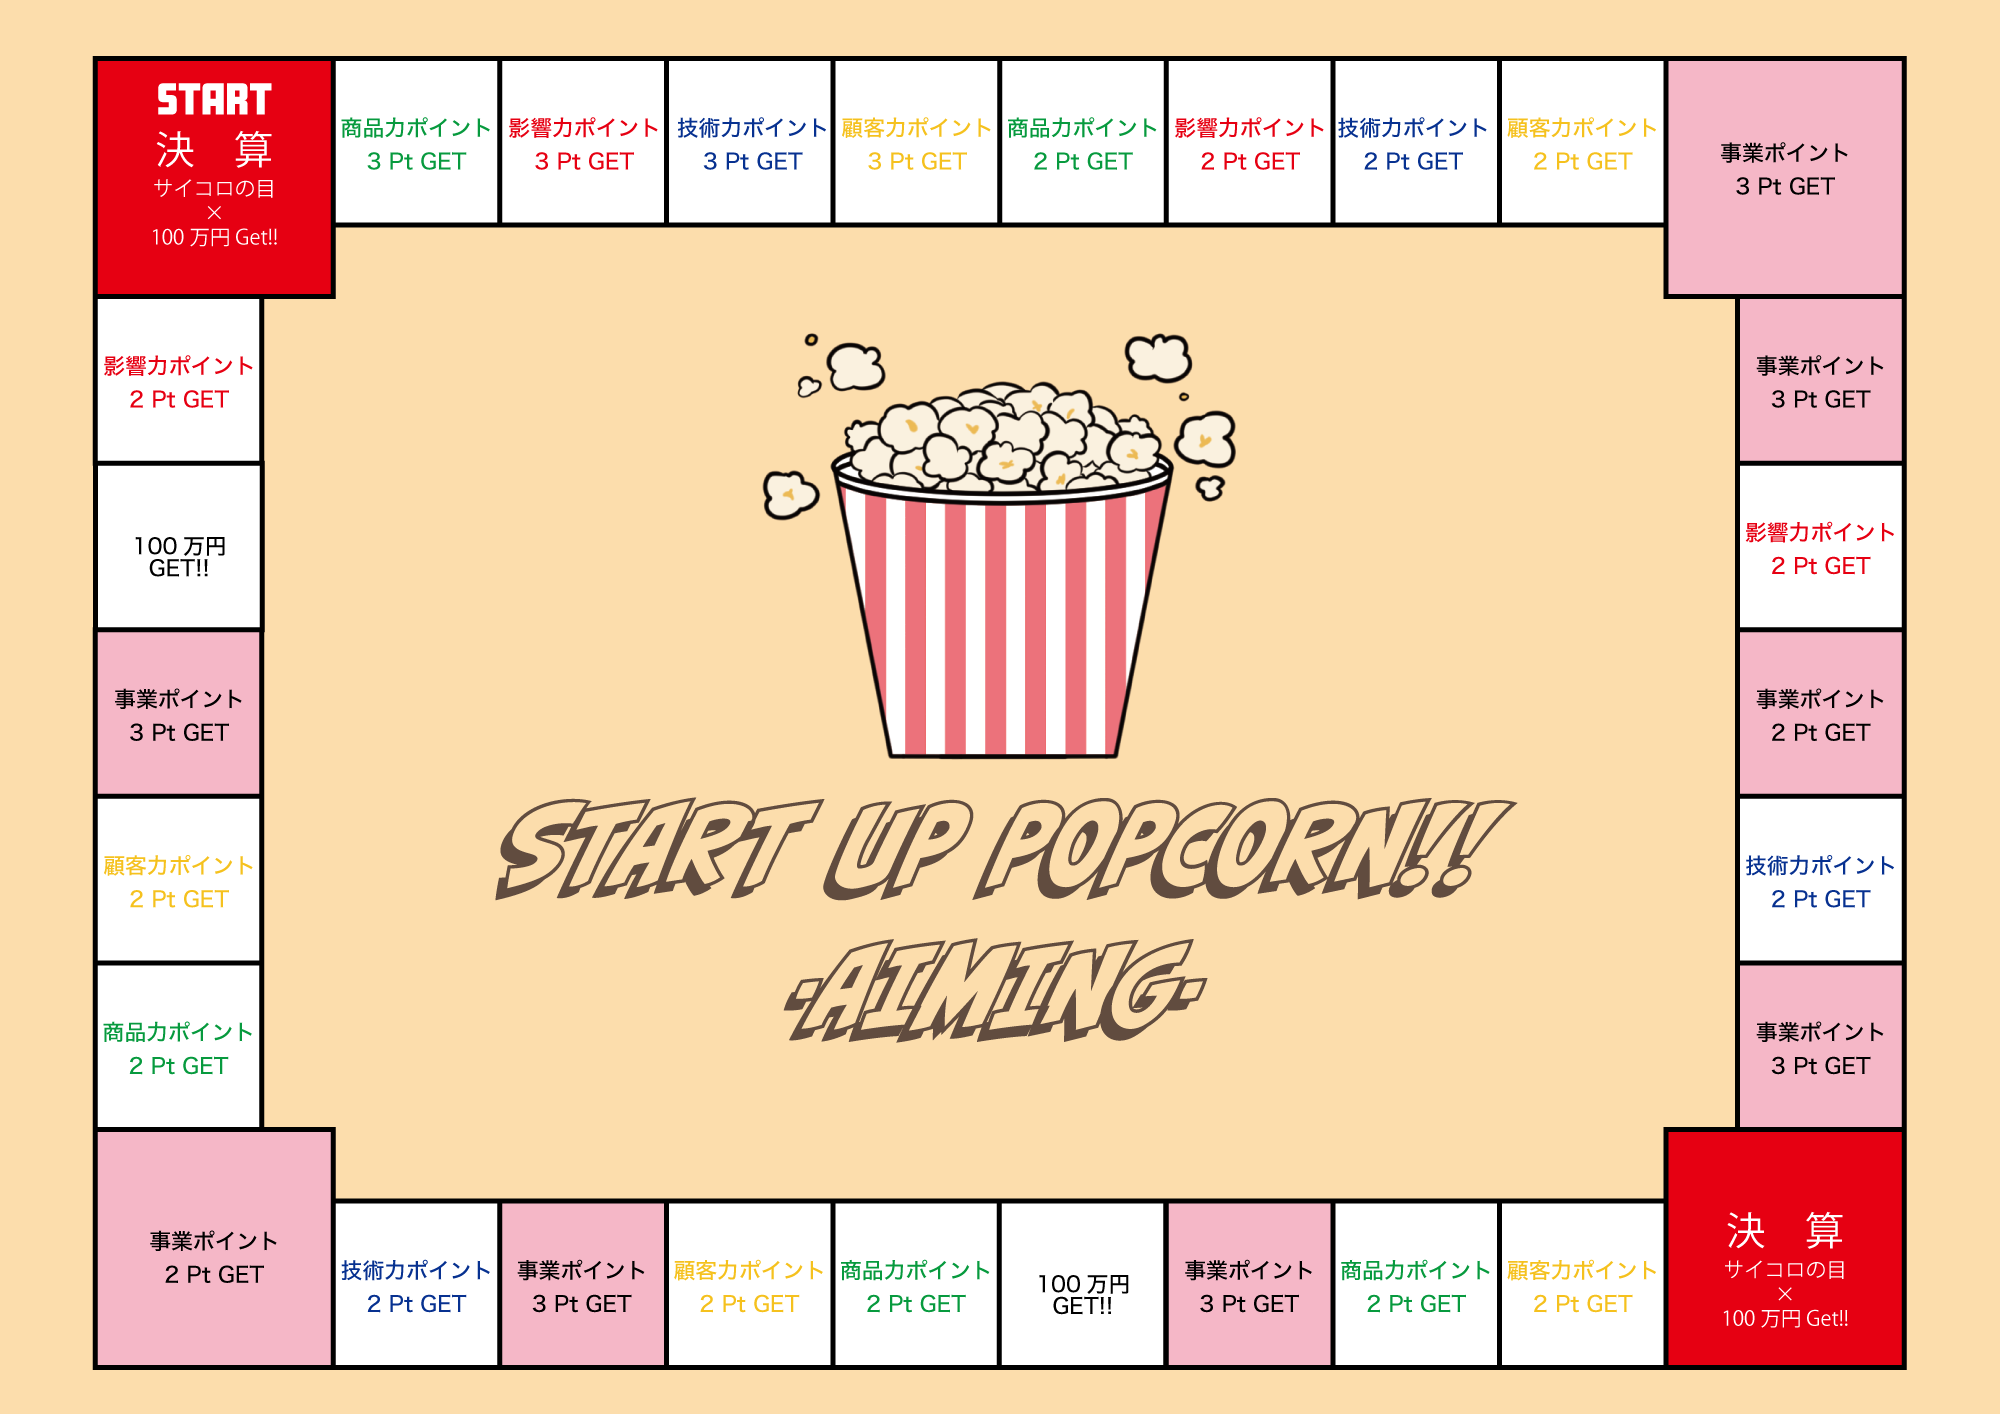 START
決 算
サイコロの目
×
100 万円 Get!!
商品力ポイント
3 Pt GET
影響力ポイント
3 Pt GET
技術力ポイント
3 Pt GET
顧客力ポイント
3 Pt GET
商品力ポイント
2 Pt GET
影響力ポイント
2 Pt GET
技術力ポイント
2 Pt GET
顧客力ポイント
2 Pt GET
事業ポイント
3 Pt GET
事業ポイント
3 Pt GET
影響力ポイント
2 Pt GET
事業ポイント
2 Pt GET
技術力ポイント
2 Pt GET
事業ポイント
3 Pt GET
決 算
サイコロの目
×
100 万円 Get!!
顧客力ポイント
2 Pt GET
商品力ポイント
2 Pt GET
事業ポイント
3 Pt GET
100 万円
GET!!
商品力ポイント
2 Pt GET
顧客力ポイント
2 Pt GET
事業ポイント
3 Pt GET
技術力ポイント
2 Pt GET
事業ポイント
2 Pt GET
商品力ポイント
2 Pt GET
顧客力ポイント
2 Pt GET
事業ポイント
3 Pt GET
100 万円
GET!!
影響力ポイント
2 Pt GET
START UP POPCORN!!
-AIMING-